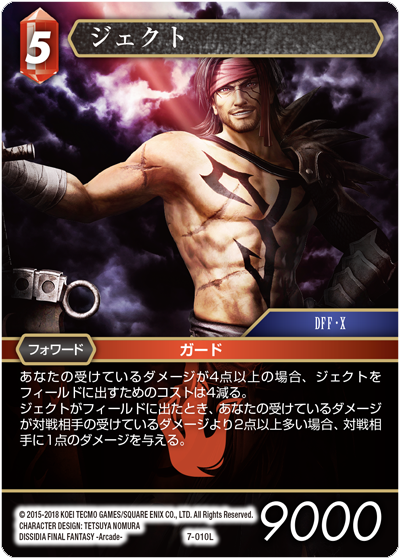 5
ジェクト
DFF・X
フォワード
ガード
あなたの受けているダメージが4点以上の場合、ジェクトを
フィールドに出すためのコストは4減る。
ジェクトがフィールドに出たとき、あなたの受けているダメージ
が対戦相手の受けているダメージより2点以上多い場合、対戦相
手に1点のダメージを与える。
© 2015-2018 KOEI TECMO GAMES/SQUARE ENIX CO., LTD. All Rights Reserved.
CHARACTER DESIGN: TETSUYA NOMURA
DISSIDIA FINAL FANTASY -Arcade-
7-010L
9000